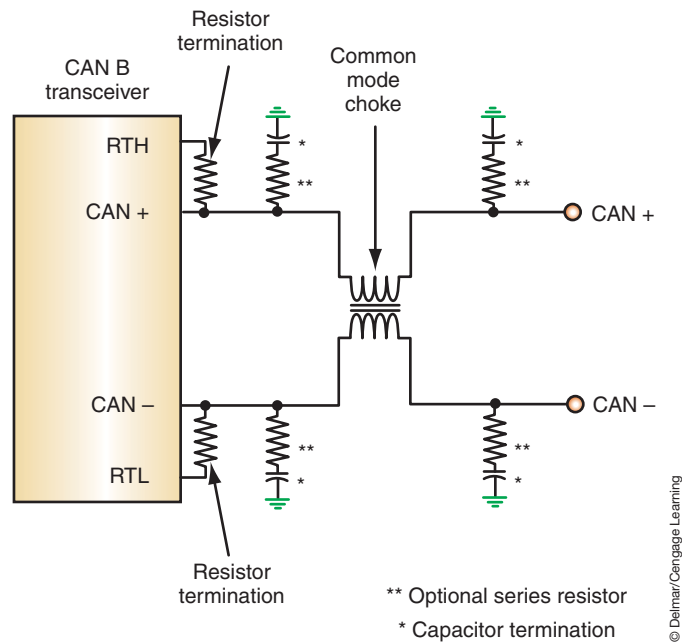 Resistor
termination
CAN B
transceiver
Common
mode
choke
RTH
*
**
*
**
CAN +
CAN +
CAN –
CAN –
**
*
**
*
RTL
Resistor
termination
** Optional series resistor
* Capacitor termination
© Delmar/Cengage Learning